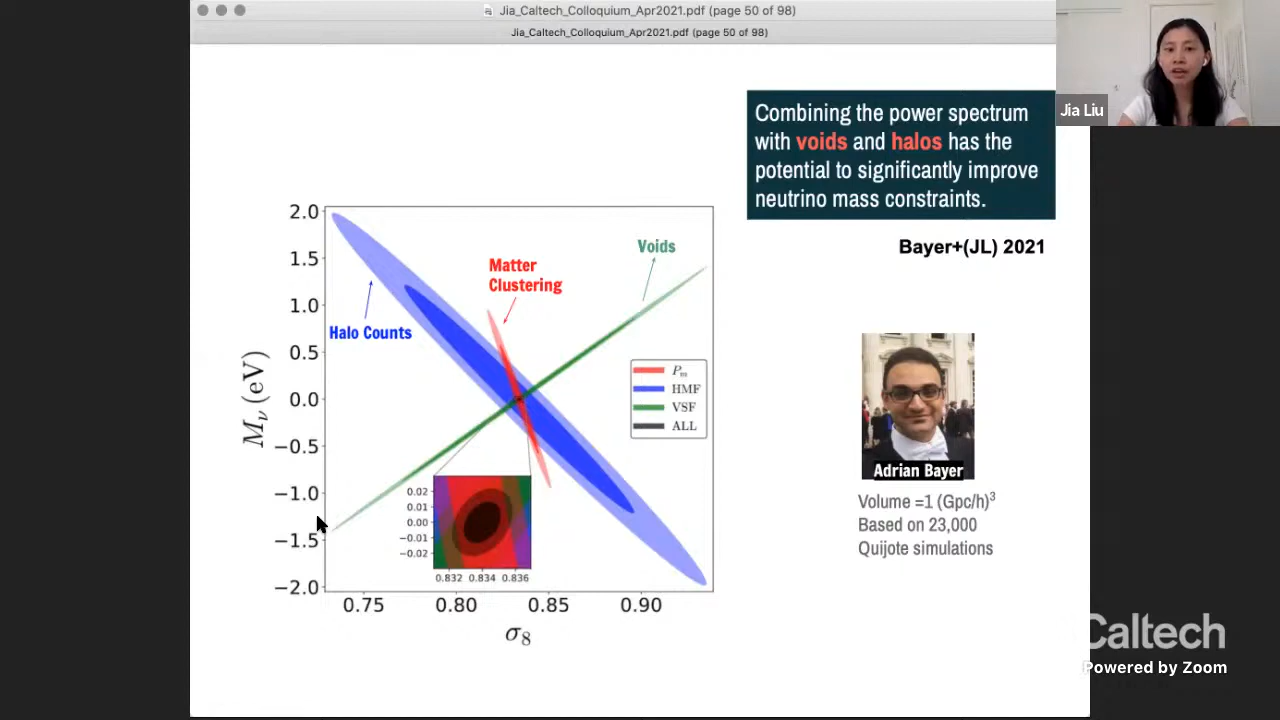 Jia_Caltech_Colloquium_Apr2021.pdf (page 50 of 98)
Jia_Caltech_Colloquium_Apr2021.pdf (page 50 of 98)
Jia Liu
Combining the power spectrum
with voids and halos has the
potential to significantly improve
neutrino mass constraints.
Bayer+(JL) 2021
2.0
1.5
1.0
0.5
0.0
−0.5
−1.0
−1.5
−2.0
Mν (eV)
Halo Counts
Matter
Clustering
Voids
Pm
HMF
VSF
ALL
0.02
0.01
0.00
−0.01
−0.02
0.832 0.834 0.836
0.75 0.80 0.85 0.90
σ8
Adrian Bayer
Volume =1 (Gpc/h)³
Based on 23,000
Quijote simulations
Caltech
Powered by Zoom